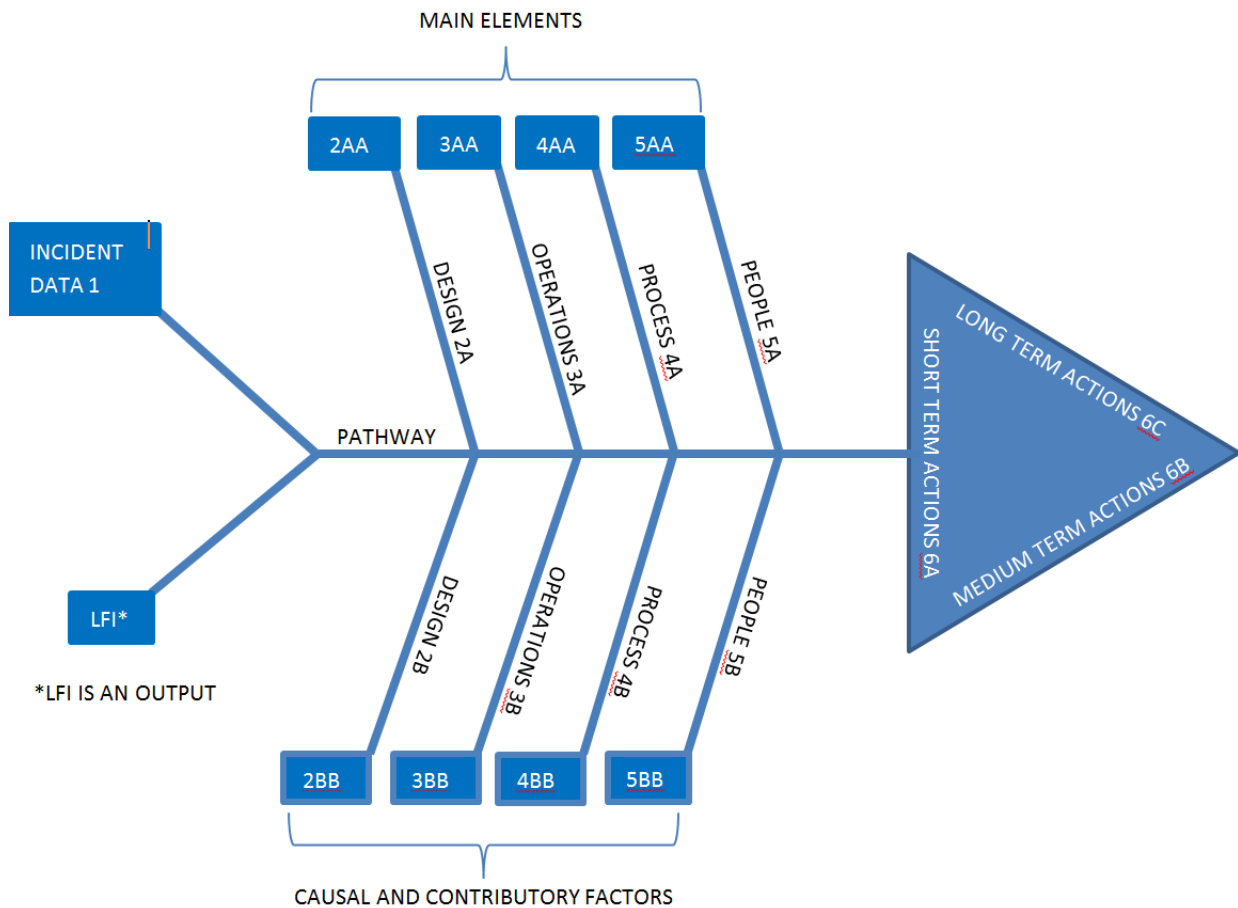 MAIN ELEMENTS
2AA
3AA
4AA
5AA
INCIDENT
DATA 1
DESIGN 2A
OPERATIONS 3A
PROCESS 4A
PEOPLE 5A
LONG TERM ACTIONS 6C
SHORT TERM ACTIONS 6A
MEDIUM TERM ACTIONS 6B
PATHWAY
LFI*
*LFI IS AN OUTPUT
DESIGN 2B
OPERATIONS 3B
PROCESS 4B
PEOPLE 5B
2BB
3BB
4BB
5BB
CAUSAL AND CONTRIBUTORY FACTORS